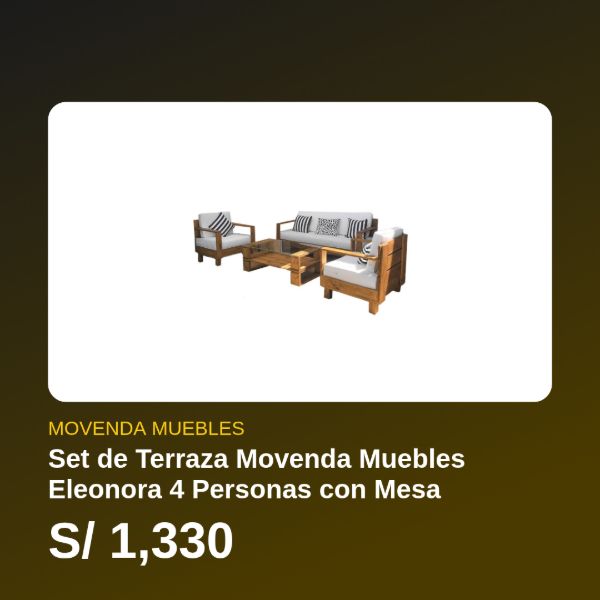 MOVENDA MUEBLES
Set de Terraza Movenda Muebles
Eleonora 4 Personas con Mesa
S/ 1,330